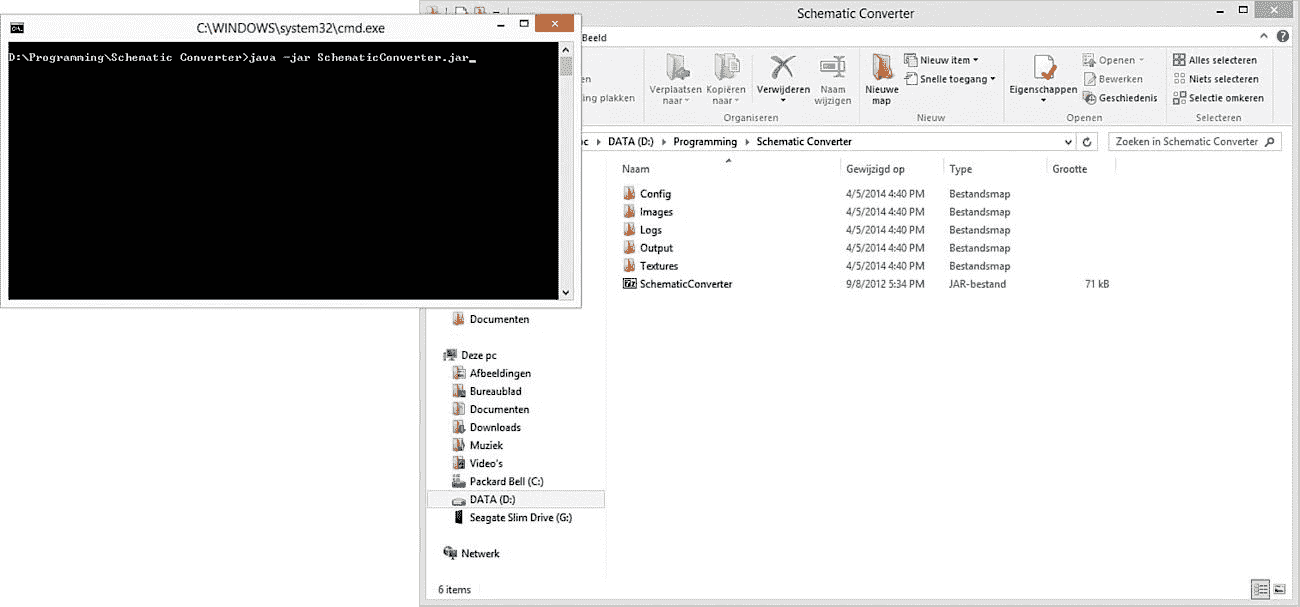 C:\WINDOWS\system32\cmd.exe
D:\Programming\Schematic Converter>java -jar SchematicConverter.jar_
Schematic Converter
Beeld
ing plakken
Verplaatsen naar
Kopiëren naar
Verwijderen
Naam wijzigen
Organiseren
Nieuwe map
Nieuw item
Snelle toegang
Nieuw
Eigenschappen
Openen
Bewerken
Geschiedenis
Openen
Alles selecteren
Niets selecteren
Selectie omkeren
Selecteren
DATA (D:) Programming Schematic Converter
Zoeken in Schematic Converter
Naam Gewijzigd op Type Grootte
Config 4/5/2014 4:40 PM Bestandsmap
Images 4/5/2014 4:40 PM Bestandsmap
Logs 4/5/2014 4:40 PM Bestandsmap
Output 4/5/2014 4:40 PM Bestandsmap
Textures 4/5/2014 4:40 PM Bestandsmap
SchematicConverter 9/8/2012 5:34 PM JAR-bestand 71 kB
Documenten
Deze pc
Afbeeldingen
Bureaublad
Documenten
Downloads
Muziek
Video's
Packard Bell (C:)
DATA (D:)
Seagate Slim Drive (G:)
Netwerk
6 items